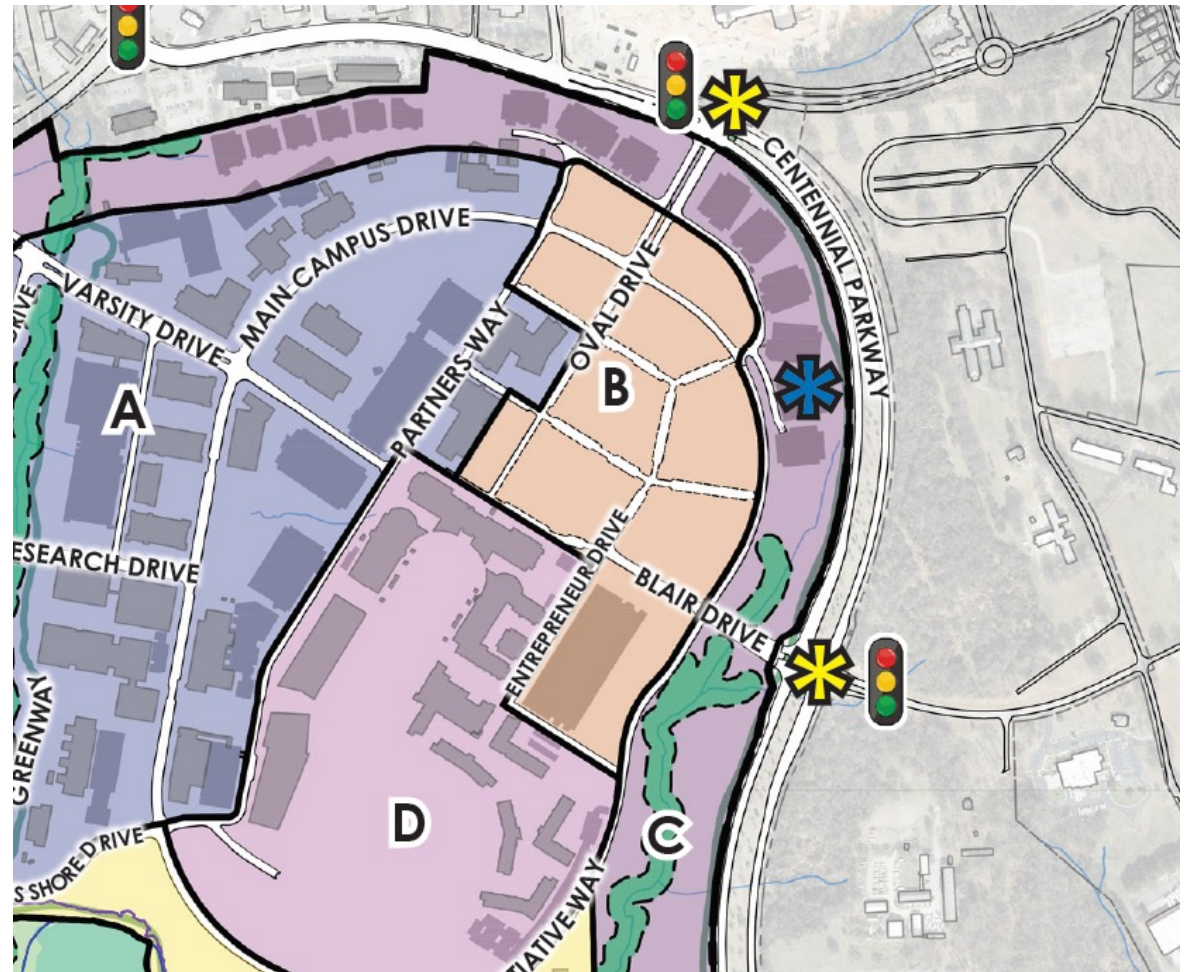 CENTENNIAL PARKWAY
MAIN CAMPUS DRIVE
VARSITY DRIVE
DRIVE
OVAL DRIVE
PARTNERS WAY
A
B
ESEARCH DRIVE
ENTREPRENEUR DRIVE
BLAIR DRIVE
GREENWAY
D
C
S SHORE DRIVE
TIATIVE WAY